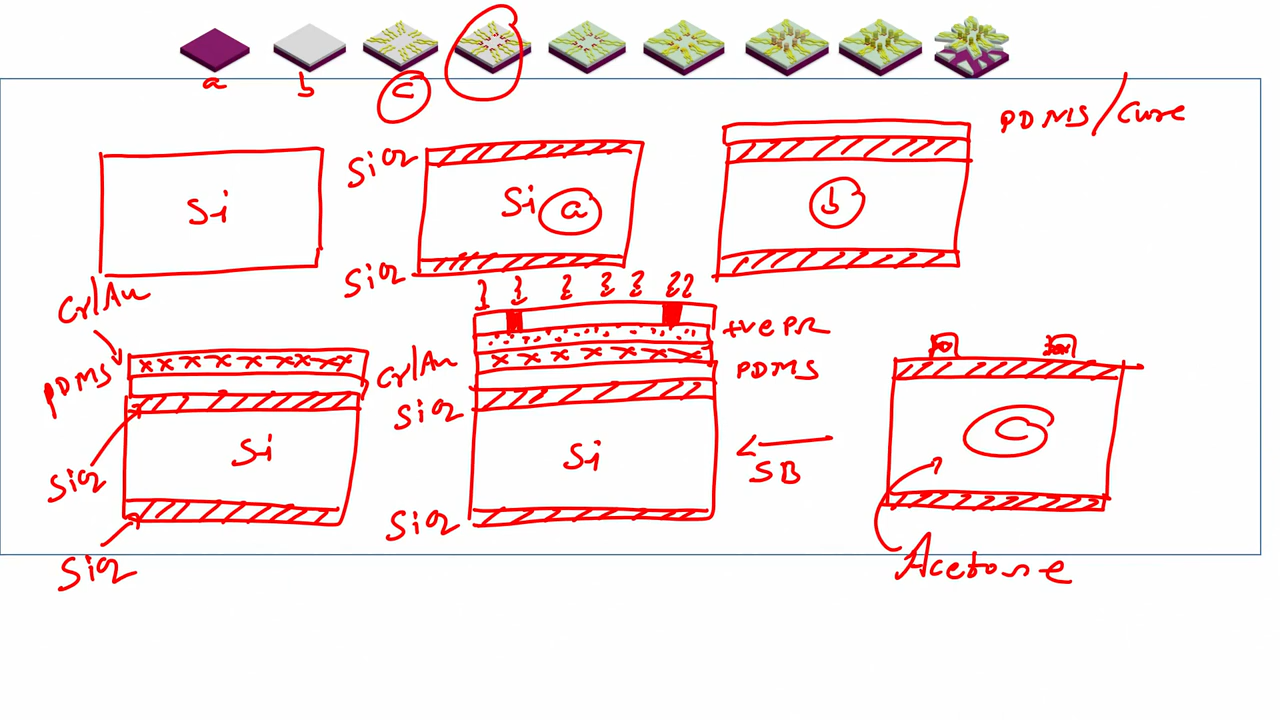 a
b
c
PDMS/Cure
SiO2
Si
Si
a
b
SiO2
Cr/Au
+ve PR
PDMS
Cr/Au
PDMS
SiO2
C
Si
Si
SB
SiO2
SiO2
SiO2
Acetone